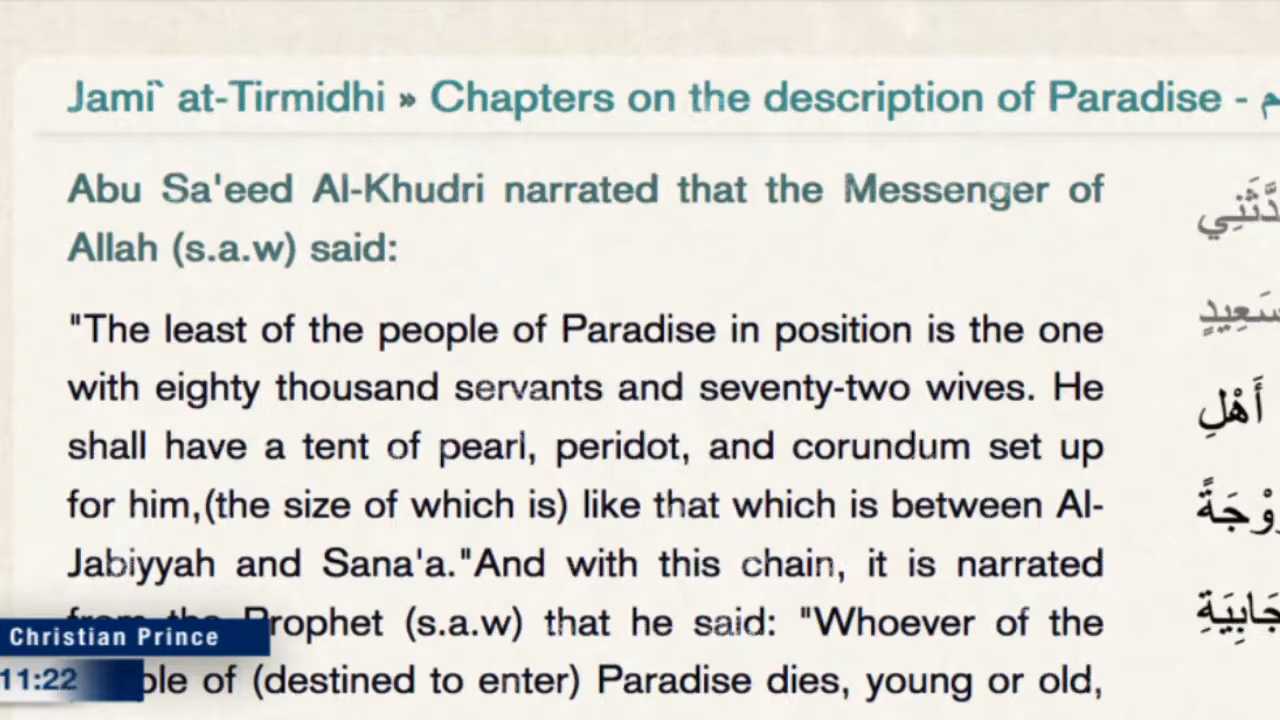 Jami` at-Tirmidhi » Chapters on the description of Paradise - م
Abu Sa'eed Al-Khudri narrated that the Messenger of
Allah (s.a.w) said:
"The least of the people of Paradise in position is the one
with eighty thousand servants and seventy-two wives. He
shall have a tent of pearl, peridot, and corundum set up
for him,(the size of which is) like that which is between Al-
Jabiyyah and Sana'a."And with this chain, it is narrated
from the Prophet (s.a.w) that he said: "Whoever of the
of (destined to enter) Paradise dies, young or old,
أَهْلِ
Christian Prince
11:22